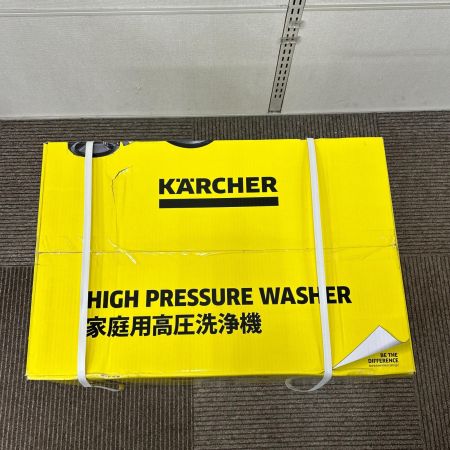 KÄRCHER
HIGH PRESSURE WASHER
家庭用高圧洗浄機
BE THE
DIFFERENCE